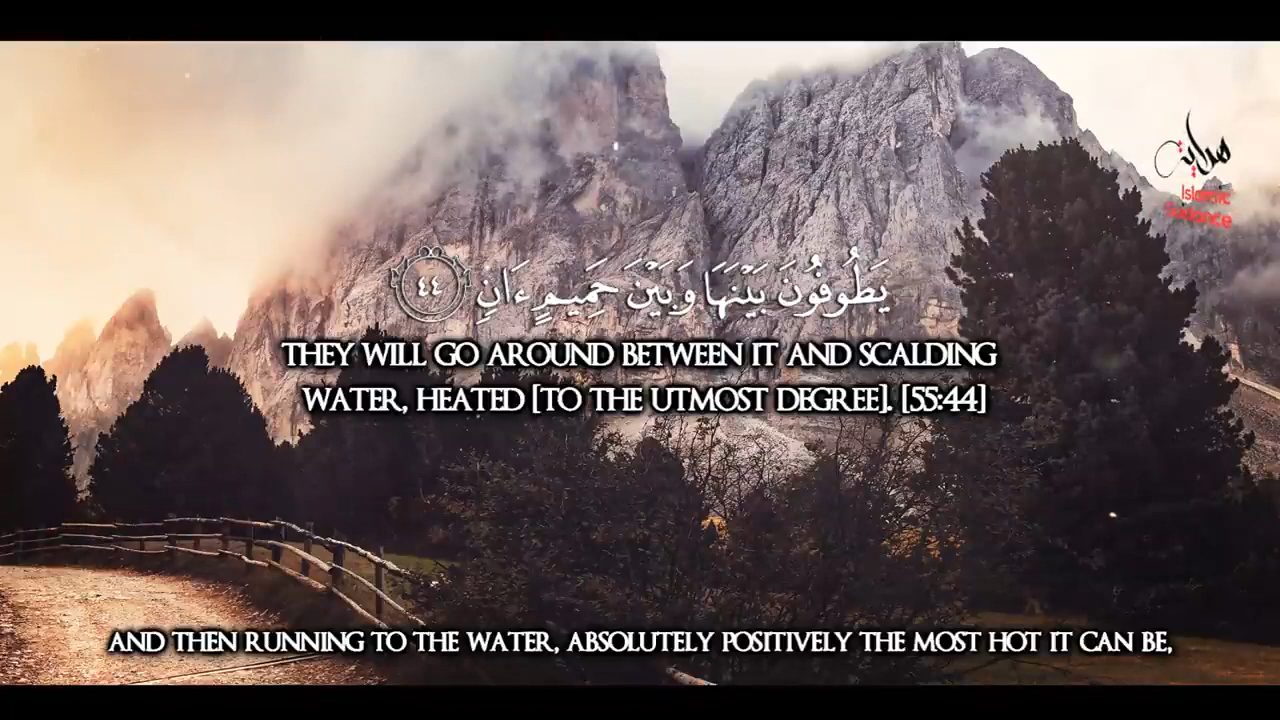 هداية
Islamic
Guidance
يَطُوفُونَ بَيْنَهَا وَبَيْنَ حَمِيمٍ ءَانٍ ٤٤
THEY WILL GO AROUND BETWEEN IT AND SCALDING
WATER, HEATED [TO THE UTMOST DEGREE]. [55:44]
AND THEN RUNNING TO THE WATER, ABSOLUTELY POSITIVELY THE MOST HOT IT CAN BE,